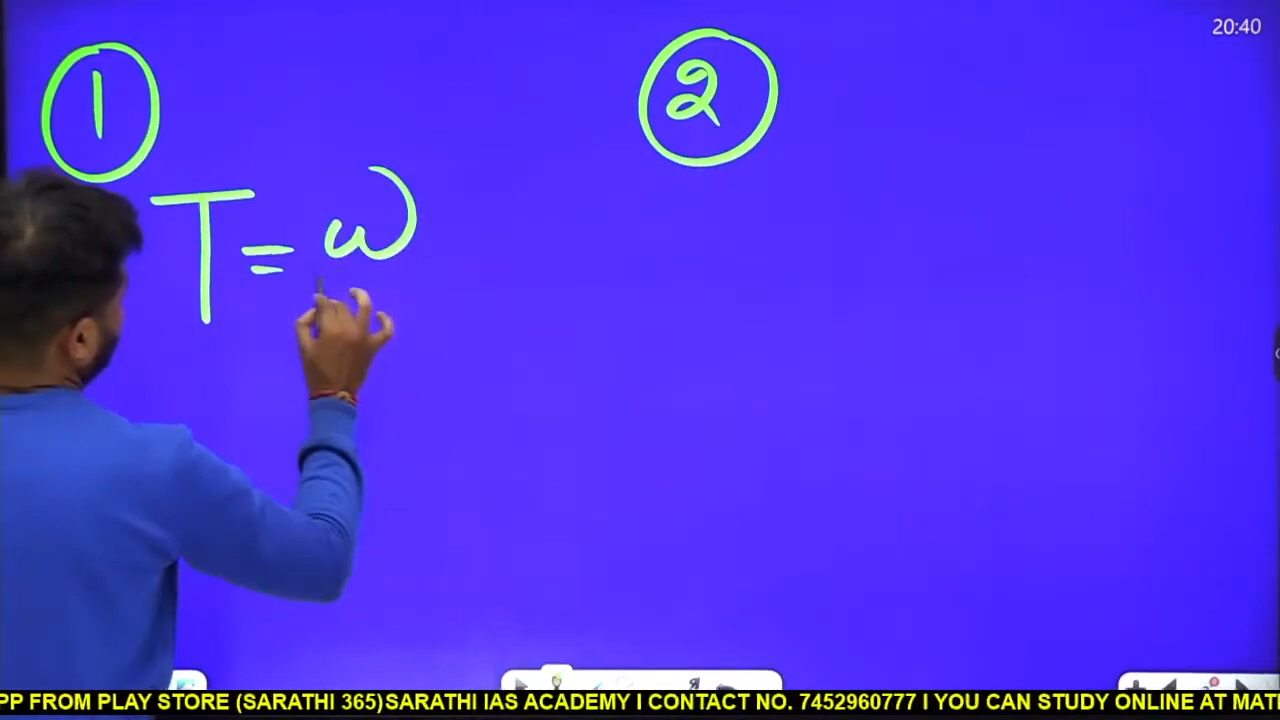 20:40
1
2
T = ω
PP FROM PLAY STORE (SARATHI 365)SARATHI IAS ACADEMY I CONTACT NO. 7452960777 I YOU CAN STUDY ONLINE AT MAT